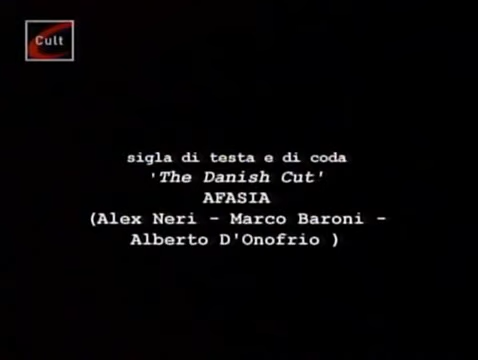 Cult
sigla di testa e di coda
'The Danish Cut'
AFASIA
(Alex Neri - Marco Baroni -
Alberto D'Onofrio )